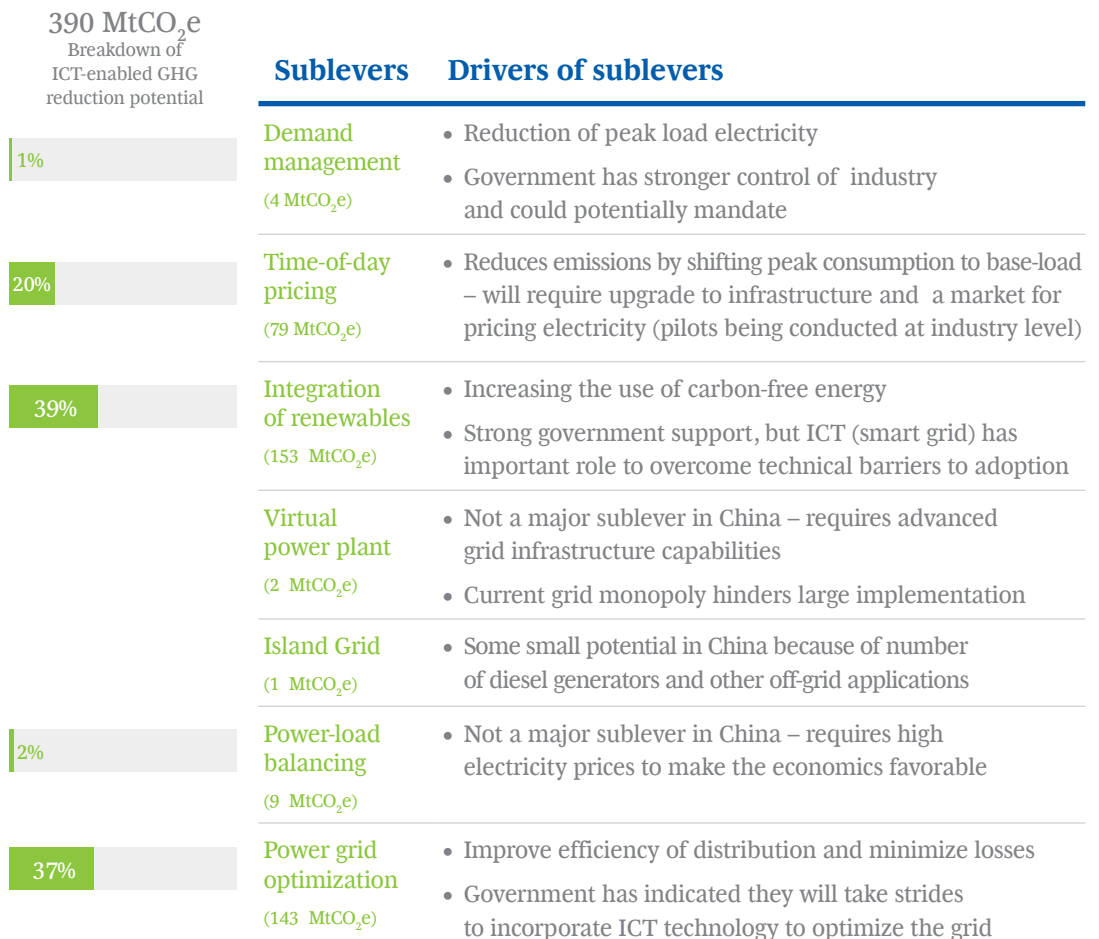 390 MtCO₂e
Breakdown of
ICT-enabled GHG
reduction potential
Sublevers
Drivers of sublevers
1%
Demand
management
(4 MtCO₂e)
• Reduction of peak load electricity
• Government has stronger control of industry
and could potentially mandate
20%
Time-of-day
pricing
(79 MtCO₂e)
• Reduces emissions by shifting peak consumption to base-load
– will require upgrade to infrastructure and a market for
pricing electricity (pilots being conducted at industry level)
39%
Integration
of renewables
(153 MtCO₂e)
• Increasing the use of carbon-free energy
• Strong government support, but ICT (smart grid) has
important role to overcome technical barriers to adoption
Virtual
power plant
(2 MtCO₂e)
• Not a major sublever in China – requires advanced
grid infrastructure capabilities
• Current grid monopoly hinders large implementation
Island Grid
(1 MtCO₂e)
• Some small potential in China because of number
of diesel generators and other off-grid applications
2%
Power-load
balancing
(9 MtCO₂e)
• Not a major sublever in China – requires high
electricity prices to make the economics favorable
37%
Power grid
optimization
(143 MtCO₂e)
• Improve efficiency of distribution and minimize losses
• Government has indicated they will take strides
to incorporate ICT technology to optimize the grid